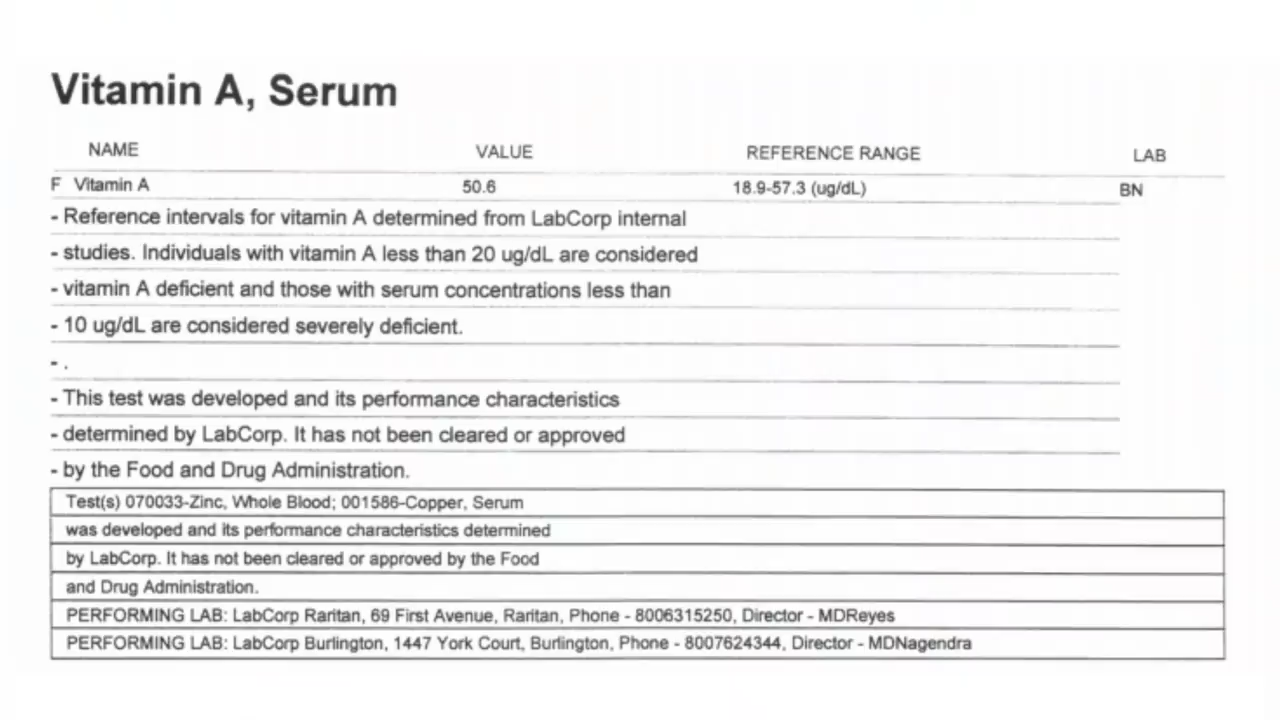 Vitamin A, Serum
NAME VALUE REFERENCE RANGE LAB
F Vitamin A 50.6 18.9-57.3 (ug/dL) BN
- Reference intervals for vitamin A determined from LabCorp internal
- studies. Individuals with vitamin A less than 20 ug/dL are considered
- vitamin A deficient and those with serum concentrations less than
- 10 ug/dL are considered severely deficient.
- .
- This test was developed and its performance characteristics
- determined by LabCorp. It has not been cleared or approved
- by the Food and Drug Administration.
Test(s) 070033-Zinc, Whole Blood; 001586-Copper, Serum
was developed and its performance characteristics determined
by LabCorp. It has not been cleared or approved by the Food
and Drug Administration.
PERFORMING LAB: LabCorp Raritan, 69 First Avenue, Raritan, Phone - 8006315250, Director - MDReyes
PERFORMING LAB: LabCorp Burlington, 1447 York Court, Burlington, Phone - 8007624344, Director - MDNagendra